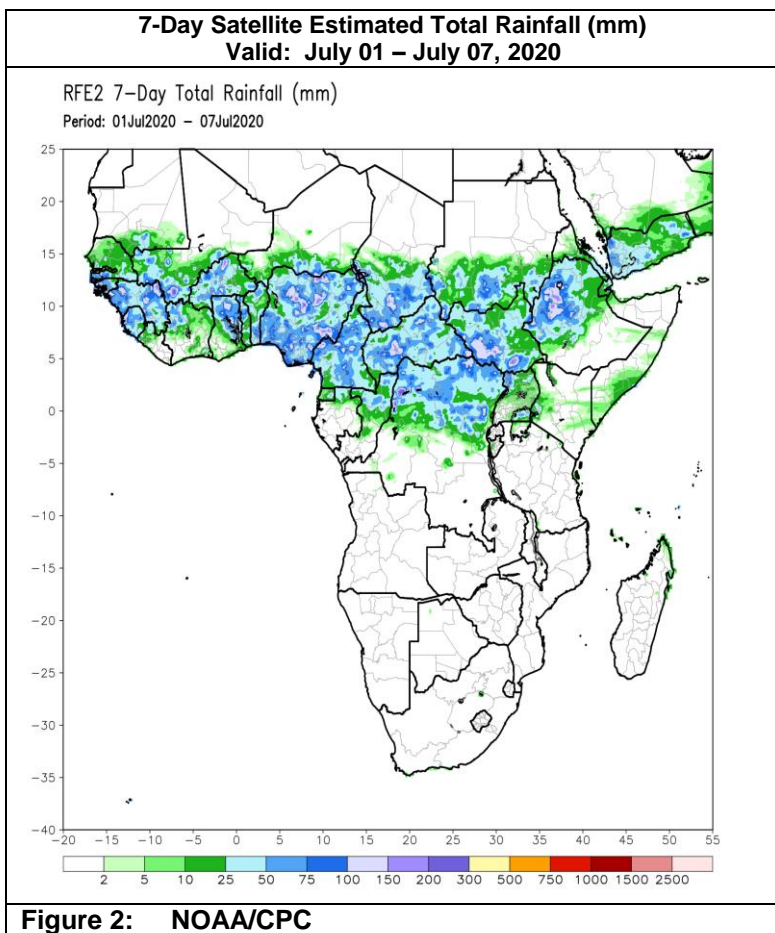 7-Day Satellite Estimated Total Rainfall (mm)
Valid: July 01 – July 07, 2020
RFE2 7-Day Total Rainfall (mm)
Period: 01Jul2020 - 07Jul2020
25
20
15
10
5
0
-5
-10
-15
-20
-25
-30
-35
-40
-20 -15 -10 -5 0 5 10 15 20 25 30 35 40 45 50 55
2 5 10 25 50 75 100 150 200 300 500 750 1000 1500 2500
Figure 2: NOAA/CPC